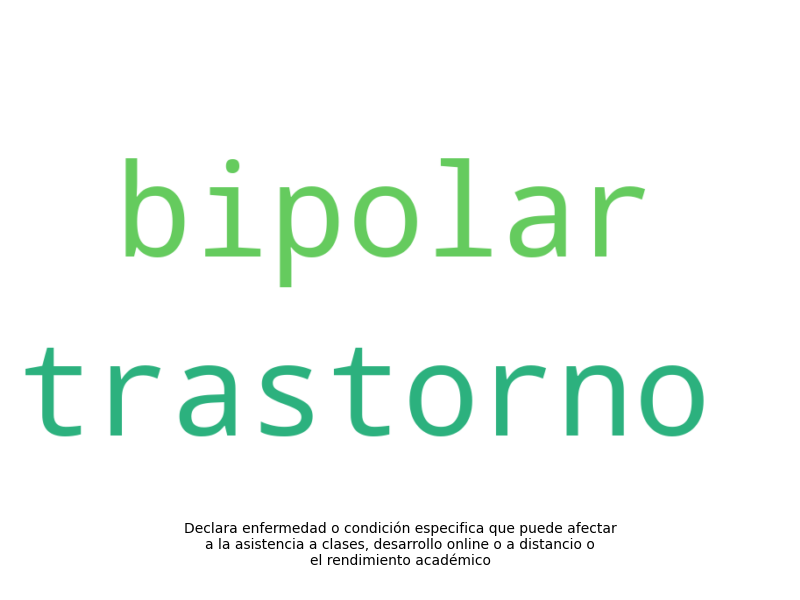 bipolar
trastorno
Declara enfermedad o condición especifica que puede afectar
a la asistencia a clases, desarrollo online o a distancio o
el rendimiento académico